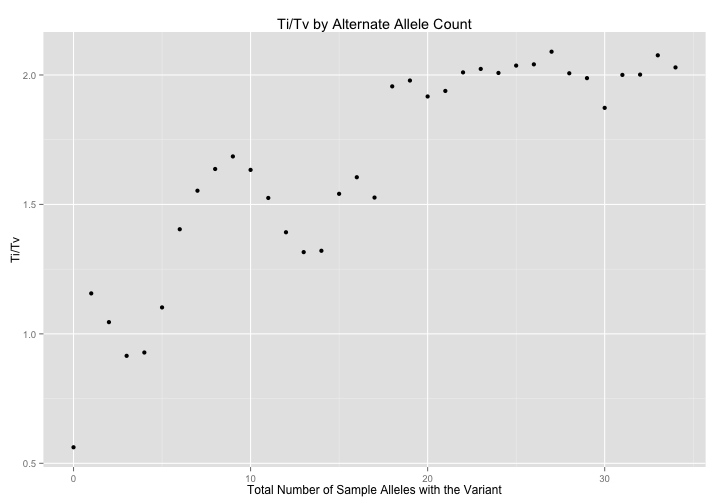 Ti/Tv by Alternate Allele Count
Ti/Tv
2.0
1.5
1.0
0.5
0 10 20 30
Total Number of Sample Alleles with the Variant